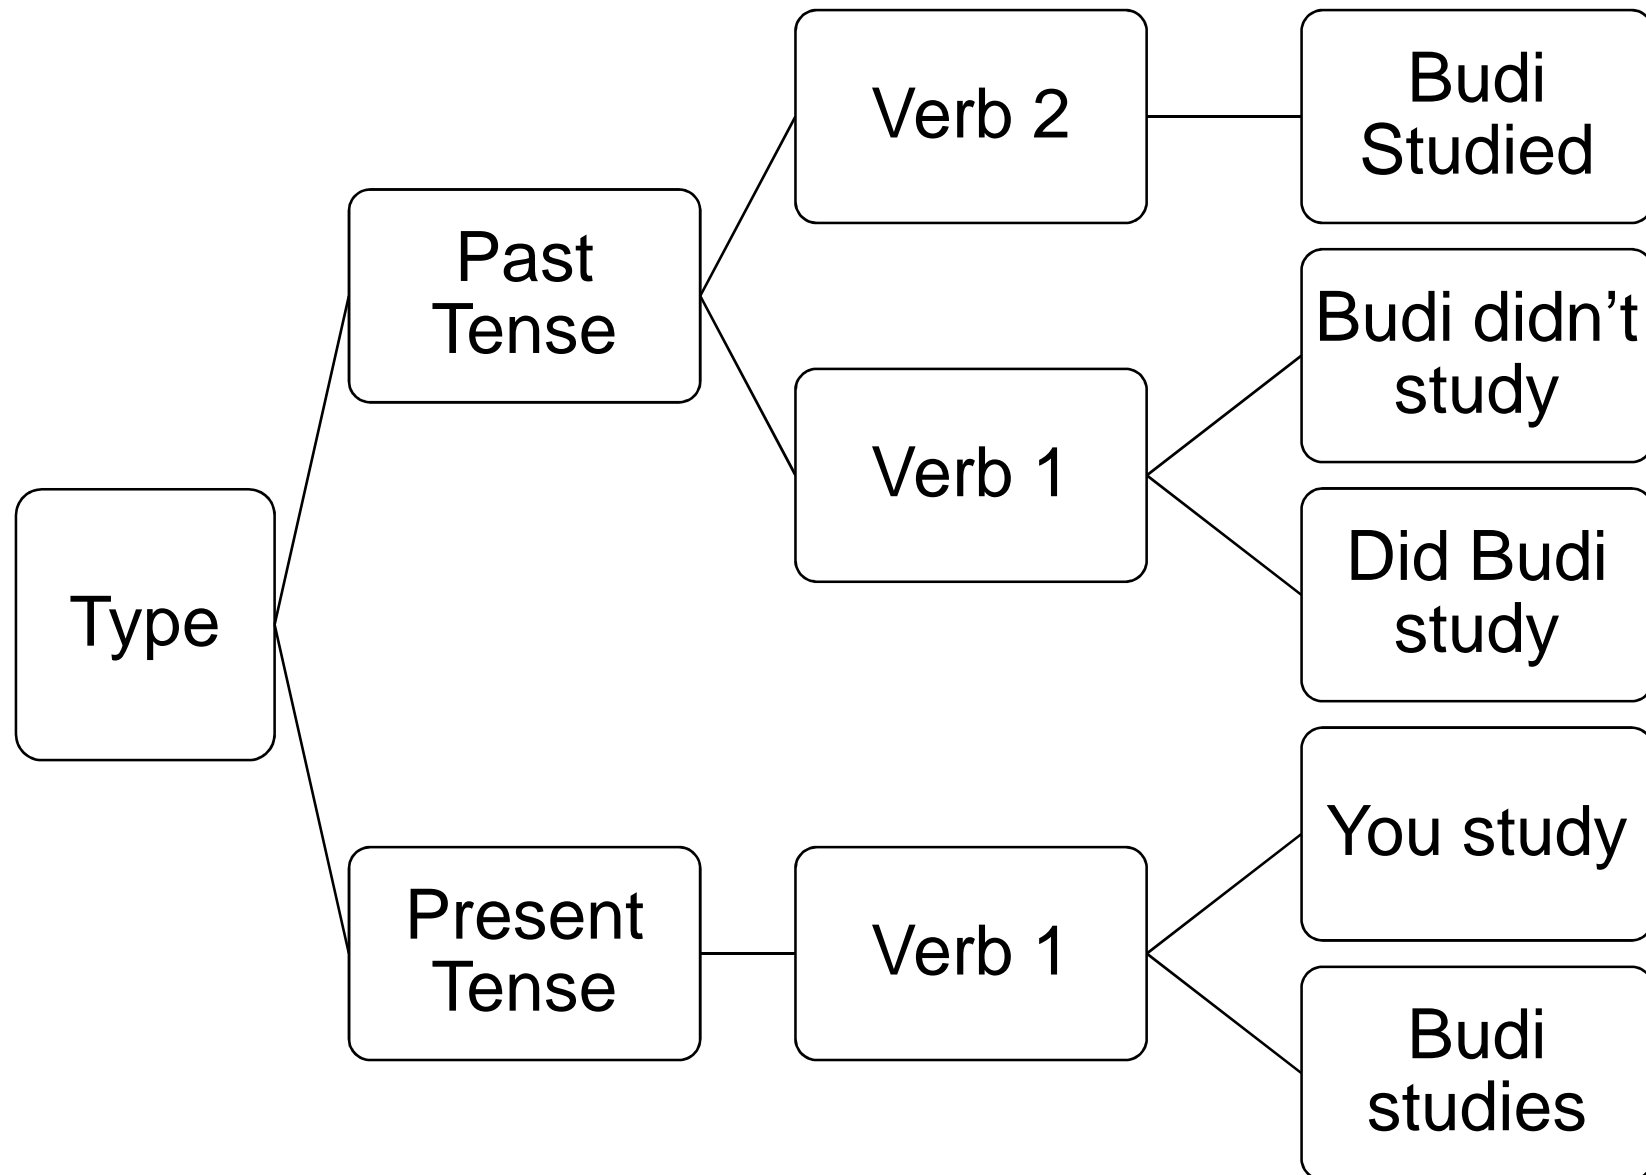 Type
Past
Tense
Present
Tense
Verb 2
Verb 1
Verb 1
Budi
Studied
Budi didn’t
study
Did Budi
study
You study
Budi
studies